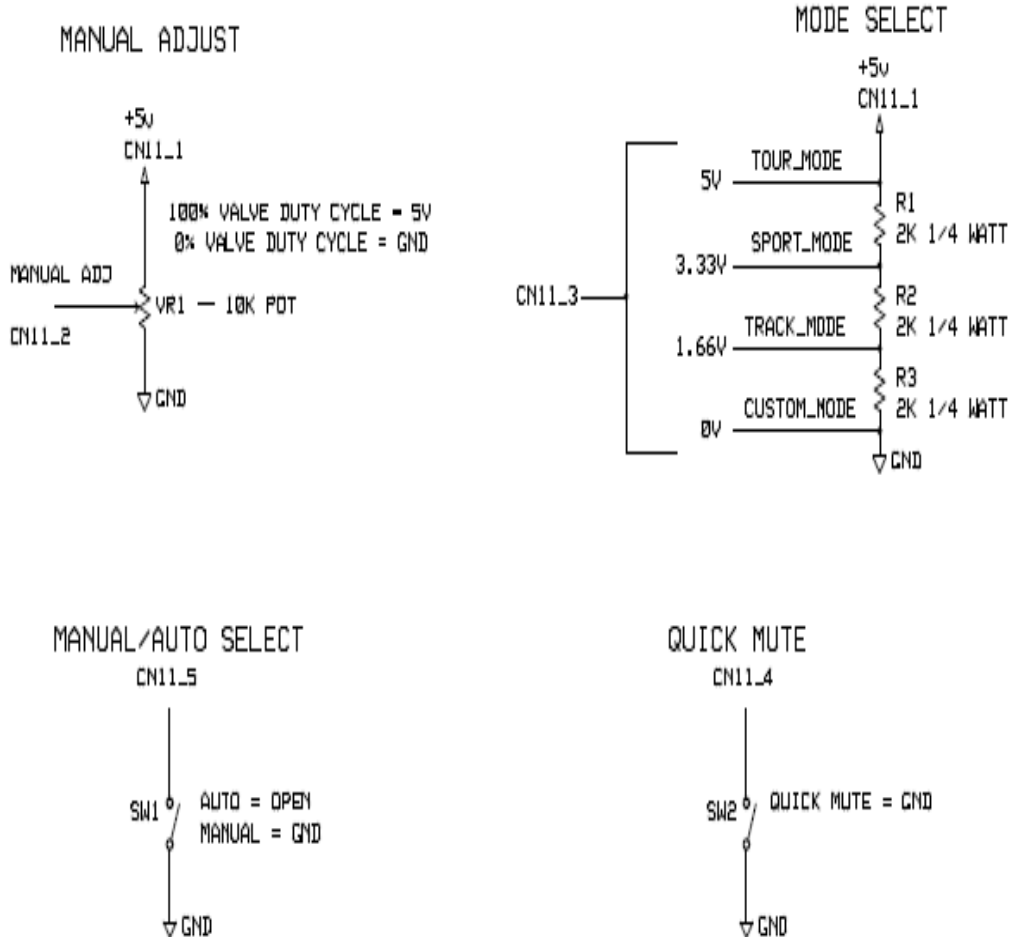 MANUAL ADJUST
+5v
CN11_1
100% VALVE DUTY CYCLE = 5V
0% VALVE DUTY CYCLE = GND
MANUAL ADJ
VR1 — 10K POT
CN11_2
GND
MODE SELECT
+5v
CN11_1
TOUR_MODE
5V
R1
2K 1/4 WATT
SPORT_MODE
3.33V
CN11_3
R2
2K 1/4 WATT
TRACK_MODE
1.66V
R3
2K 1/4 WATT
CUSTOM_MODE
0V
GND
MANUAL/AUTO SELECT
CN11_5
SW1
AUTO = OPEN
MANUAL = GND
GND
QUICK MUTE
CN11_4
SW2
QUICK MUTE = GND
GND